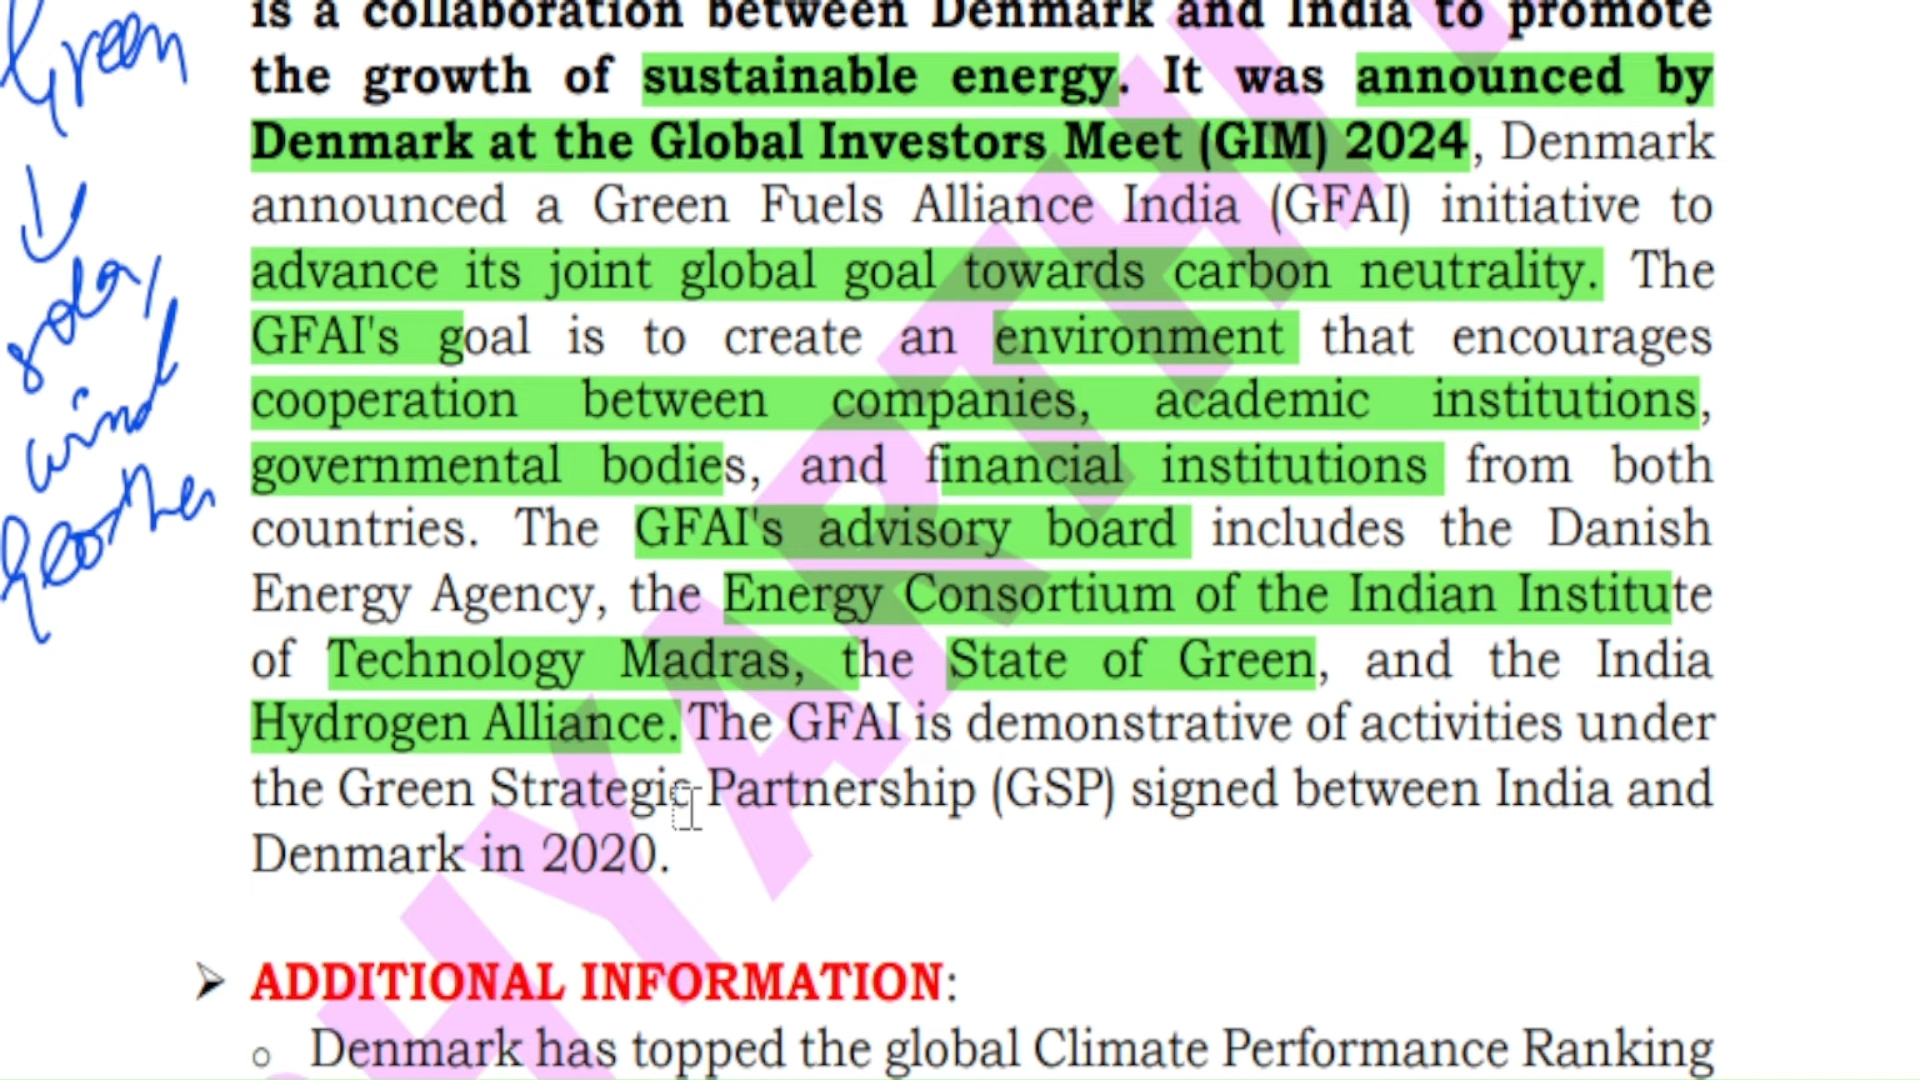 is a collaboration between Denmark and India to promote
the growth of sustainable energy. It was announced by
Denmark at the Global Investors Meet (GIM) 2024, Denmark
announced a Green Fuels Alliance India (GFAI) initiative to
advance its joint global goal towards carbon neutrality. The
GFAI's goal is to create an environment that encourages
cooperation between companies, academic institutions,
governmental bodies, and financial institutions from both
countries. The GFAI's advisory board includes the Danish
Energy Agency, the Energy Consortium of the Indian Institute
of Technology Madras, the State of Green, and the India
Hydrogen Alliance. The GFAI is demonstrative of activities under
the Green Strategic Partnership (GSP) signed between India and
Denmark in 2020.
➢ ADDITIONAL INFORMATION:
o Denmark has topped the global Climate Performance Ranking
Green
solar
wind